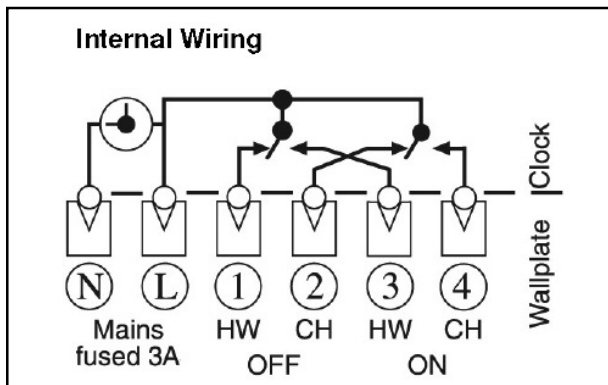 Internal Wiring
Clock
Wallplate
N L 1 2 3 4
Mains HW CH HW CH
fused 3A OFF ON